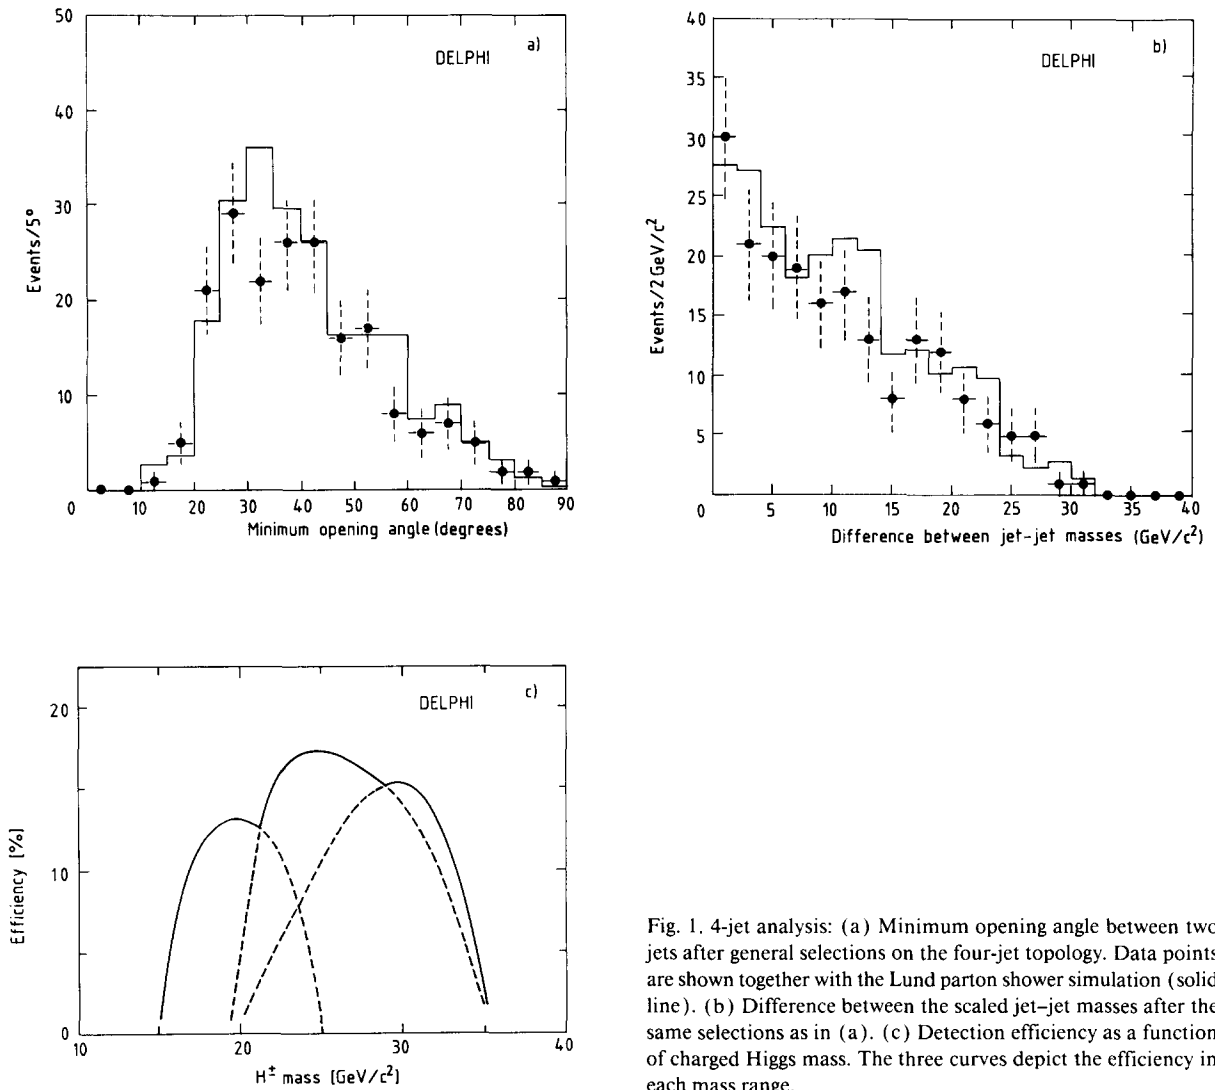 50
40
30
20
10
Events/5°
DELPHI
a)
0
10
20
30
40
50
60
70
80
90
Minimum opening angle (degrees)
40
35
30
25
20
15
10
5
Events/2 GeV/c²
DELPHI
b)
0
5
10
15
20
25
30
35
40
Difference between jet-jet masses (GeV/c²)
20
10
0
Efficiency [%]
DELPHI
c)
10
20
30
40
H± mass [GeV/c²]
Fig. 1. 4-jet analysis: (a) Minimum opening angle between two
jets after general selections on the four-jet topology. Data points
are shown together with the Lund parton shower simulation (solid
line). (b) Difference between the scaled jet–jet masses after the
same selections as in (a). (c) Detection efficiency as a function
of charged Higgs mass. The three curves depict the efficiency in
each mass range.